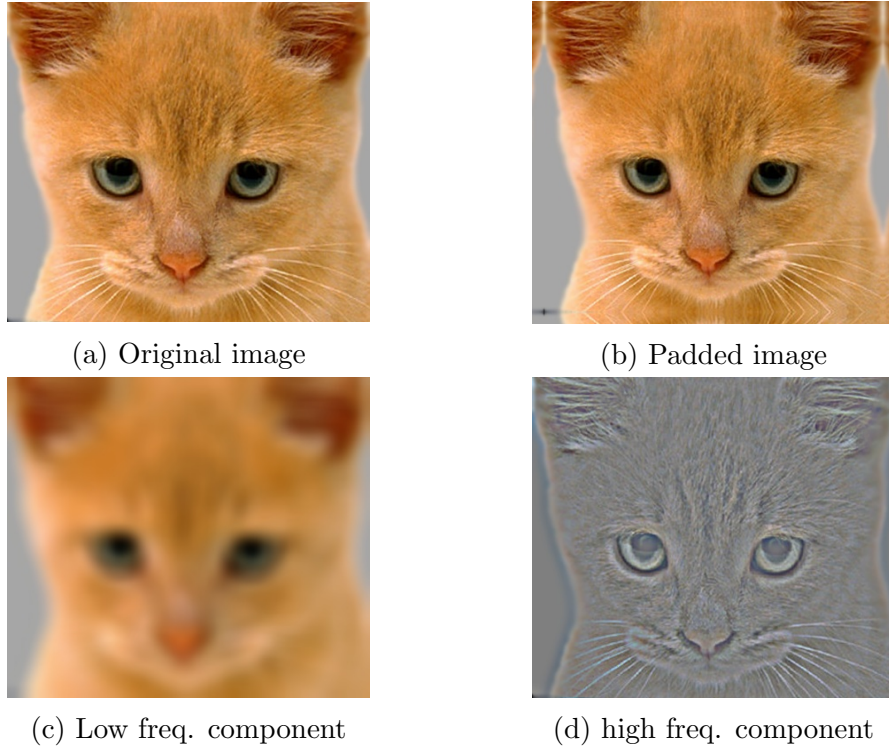 (a) Original image
(b) Padded image
(c) Low freq. component
(d) high freq. component